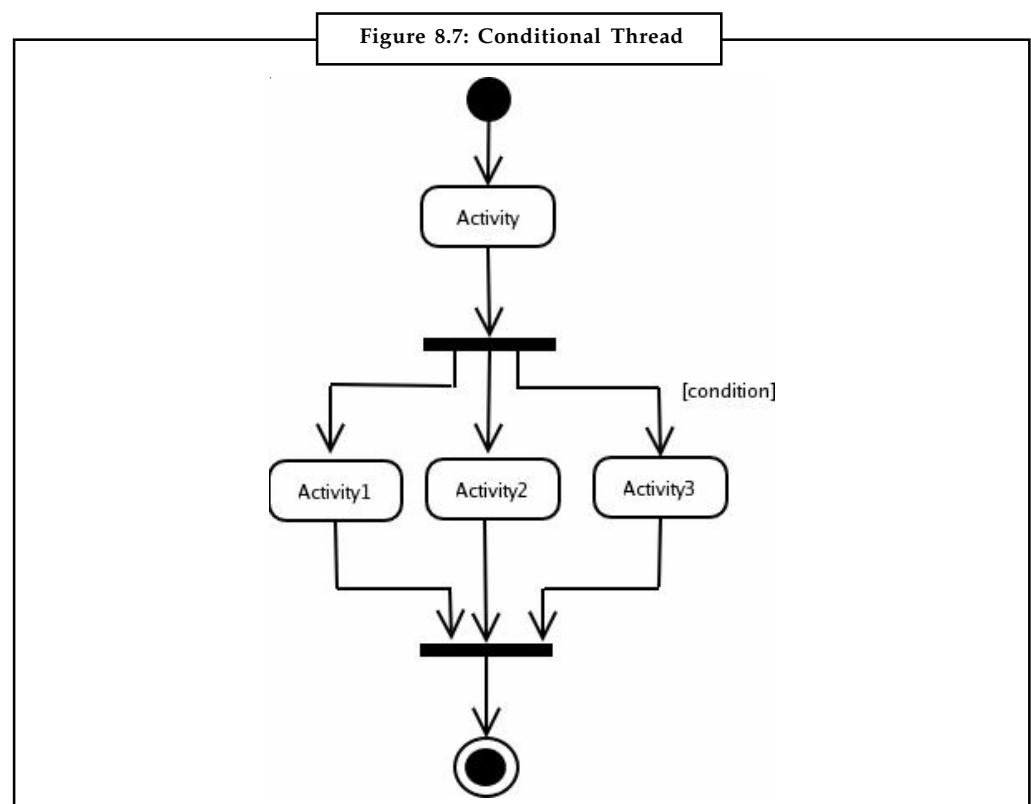 Figure 8.7: Conditional Thread
Activity
[condition]
Activity1
Activity2
Activity3